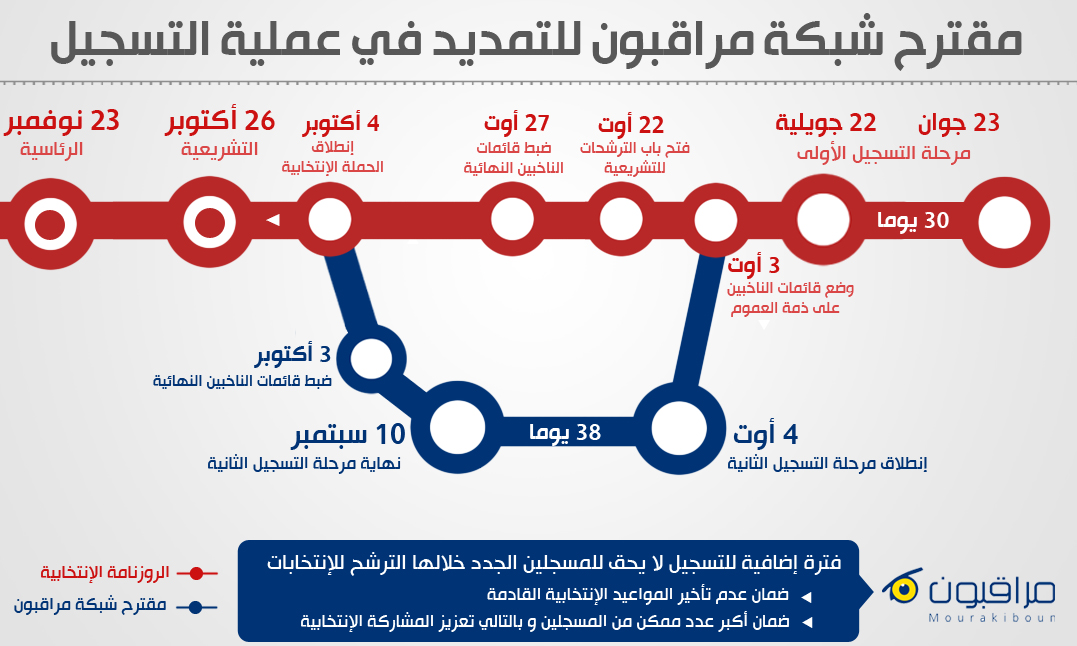 مقترح شبكة مراقبون للتمديد في عملية التسجيل
23 جوان
22 جويلية
مرحلة التسجيل الأولى
30 يوما
3 أوت
وضع قائمات الناخبين
على ذمة العموم
22 أوت
فتح باب الترشحات
للتشريعية
27 أوت
ضبط قائمات
الناخبين النهائية
4 أكتوبر
إنطلاق
الحملة الإنتخابية
26 أكتوبر
التشريعية
23 نوفمبر
الرئاسية
4 أوت
إنطلاق مرحلة التسجيل الثانية
38 يوما
10 سبتمبر
نهاية مرحلة التسجيل الثانية
3 أكتوبر
ضبط قائمات الناخبين النهائية
فترة إضافية للتسجيل لا يحق للمسجلين الجدد خلالها الترشح للإنتخابات
ضمان عدم تأخير المواعيد الإنتخابية القادمة
ضمان أكبر عدد ممكن من المسجلين و بالتالي تعزيز المشاركة الإنتخابية
الروزنامة الإنتخابية
مقترح شبكة مراقبون
مراقبون
Mourakiboun